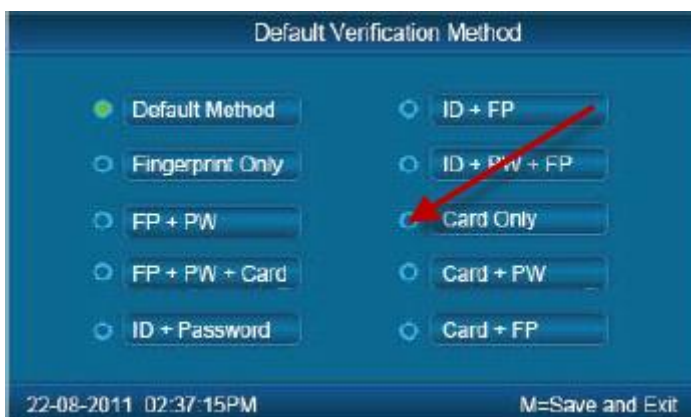 Default Verification Method
Default Method
ID + FP
Fingerprint Only
ID + PW + FP
FP + PW
Card Only
FP + PW + Card
Card + PW
ID + Password
Card + FP
22-08-2011 02:37:15PM
M=Save and Exit